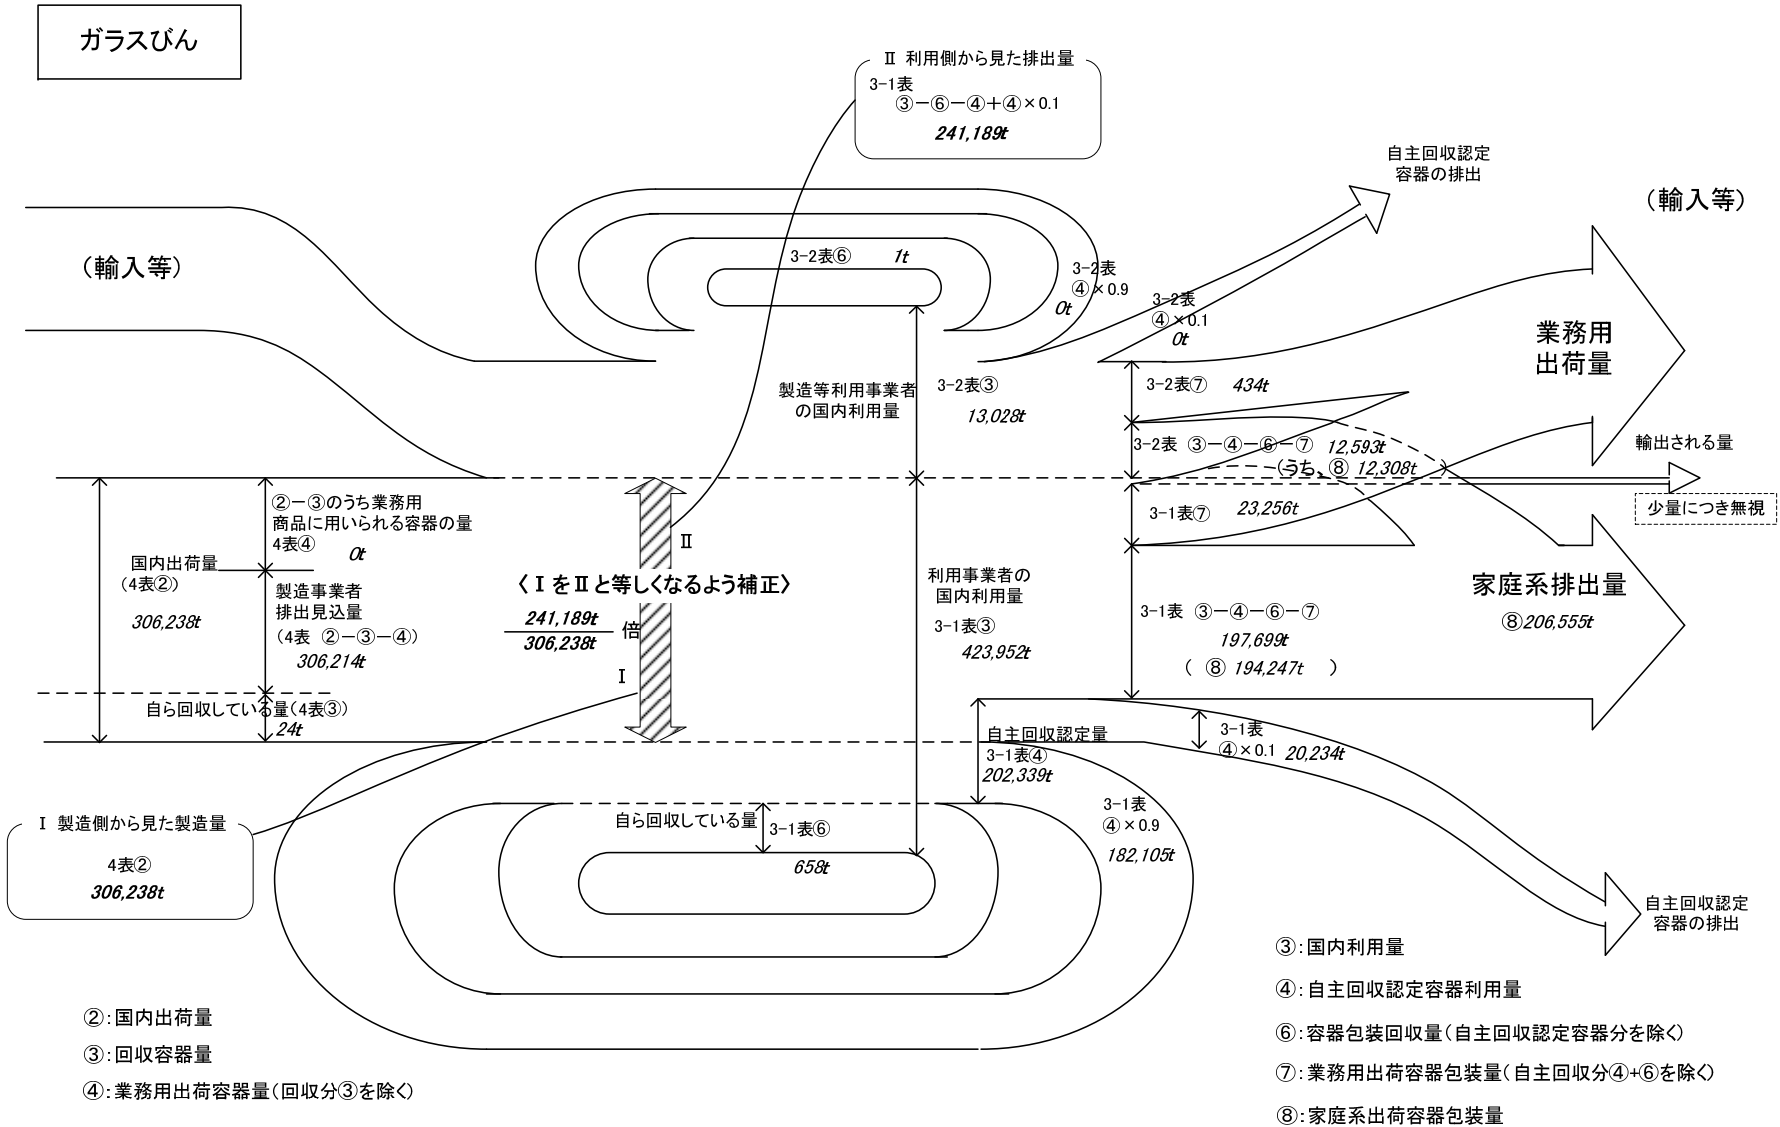 ガラスびん
Ⅱ 利用側から見た排出量
3-1表
③－⑥－④＋④×0.1
241,189t
自主回収認定
容器の排出
（輸入等）
（輸入等）
3-2表⑥ 1t
3-2表
④×0.9
0t
3-2表
④×0.1
0t
業務用
出荷量
製造等利用事業者
の国内利用量
3-2表③
13,028t
3-2表⑦ 434t
3-2表 ③－④－⑥－⑦ 12,593t
（うち、⑧ 12,308t ）
輸出される量
少量につき無視
②－③のうち業務用
商品に用いられる容器の量
4表④
0t
国内出荷量
（4表②）
306,238t
製造事業者
排出見込量
（4表 ②－③－④）
306,214t
自ら回収している量（4表③）
24t
Ⅱ
〈ⅠをⅡと等しくなるよう補正〉
241,189t
306,238t
倍
Ⅰ
利用事業者の
国内利用量
3-1表③
423,952t
3-1表⑦
23,256t
3-1表 ③－④－⑥－⑦
197,699t
（ ⑧ 194,247t ）
家庭系排出量
⑧206,555t
自主回収認定量
3-1表④
202,339t
3-1表
④×0.1 20,234t
3-1表
④×0.9
182,105t
自ら回収している量
3-1表⑥
658t
Ⅰ 製造側から見た製造量
4表②
306,238t
自主回収認定
容器の排出
②：国内出荷量
③：回収容器量
④：業務用出荷容器量（回収分③を除く）
③：国内利用量
④：自主回収認定容器利用量
⑥：容器包装回収量（自主回収認定容器分を除く）
⑦：業務用出荷容器包装量（自主回収分④+⑥を除く）
⑧：家庭系出荷容器包装量